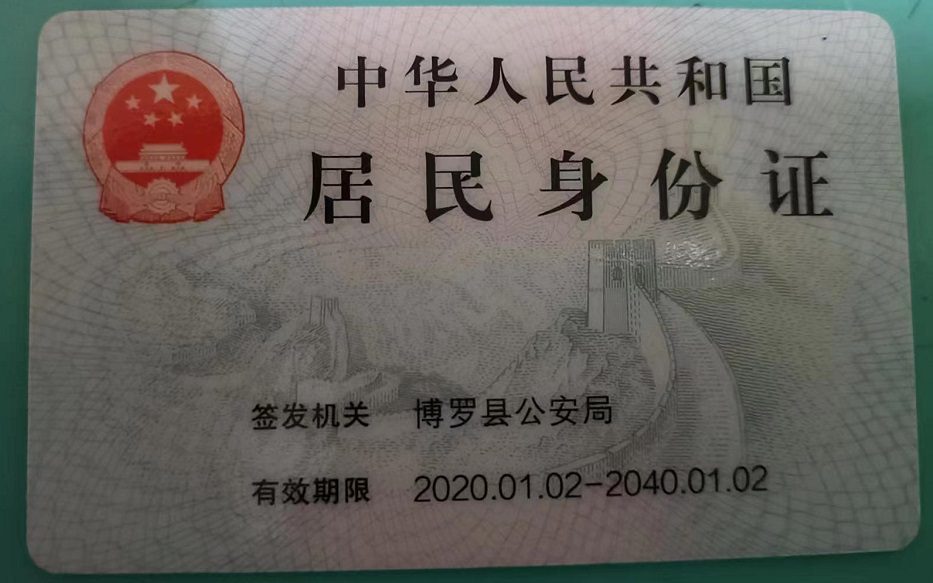 中华人民共和国
居民身份证
签发机关 博罗县公安局
有效期限 2020.01.02-2040.01.02